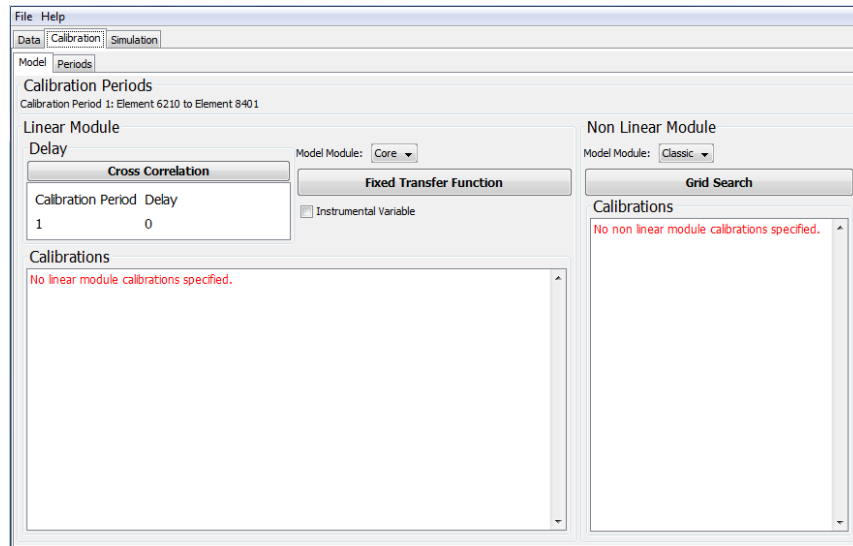 File Help
Data Calibration Simulation
Model Periods
Calibration Periods
Calibration Period 1: Element 6210 to Element 8401
Linear Module
Delay
Cross Correlation
Calibration Period Delay
1 0
Model Module: Core
Fixed Transfer Function
Instrumental Variable
Calibrations
No linear module calibrations specified.
Non Linear Module
Model Module: Classic
Grid Search
Calibrations
No non linear module calibrations specified.